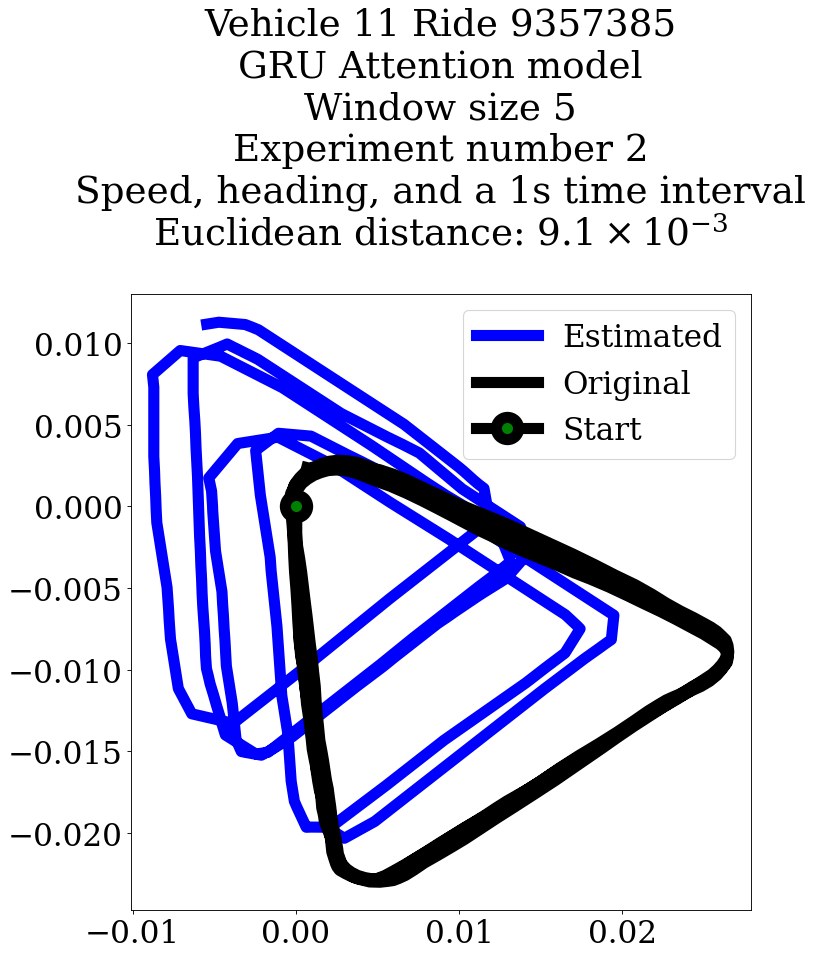 Vehicle 11 Ride 9357385
GRU Attention model
Window size 5
Experiment number 2
Speed, heading, and a 1s time interval
Euclidean distance: 9.1 × 10⁻³
Estimated
Original
Start
0.010
0.005
0.000
−0.005
−0.010
−0.015
−0.020
−0.01 0.00 0.01 0.02